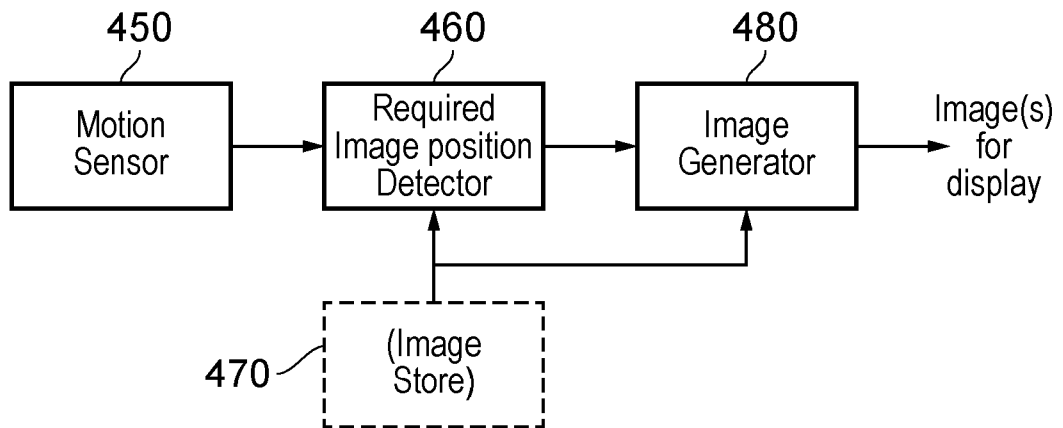 450
460
480
Motion
Sensor
Required
Image position
Detector
Image
Generator
Image(s)
for
display
470
(Image
Store)